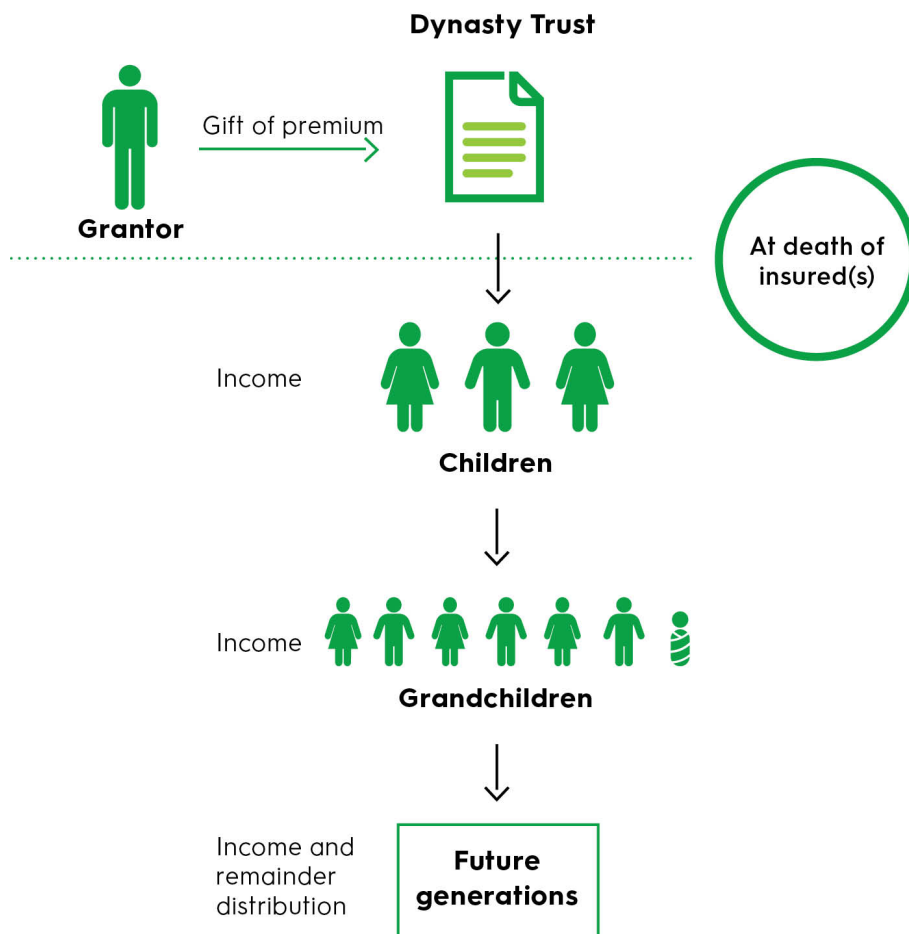 Dynasty Trust
Gift of premium
Grantor
At death of
insured(s)
Income
Children
Income
Grandchildren
Income and
remainder
distribution
Future
generations